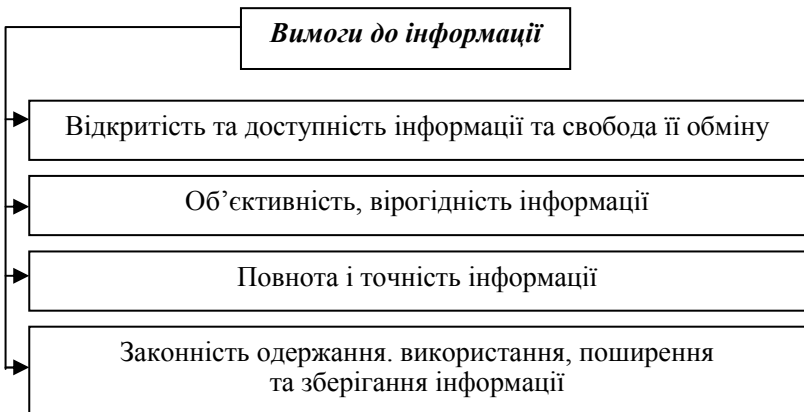 Вимоги до інформації
Відкритість та доступність інформації та свобода її обміну
Об’єктивність, вірогідність інформації
Повнота і точність інформації
Законність одержання. використання, поширення
та зберігання інформації